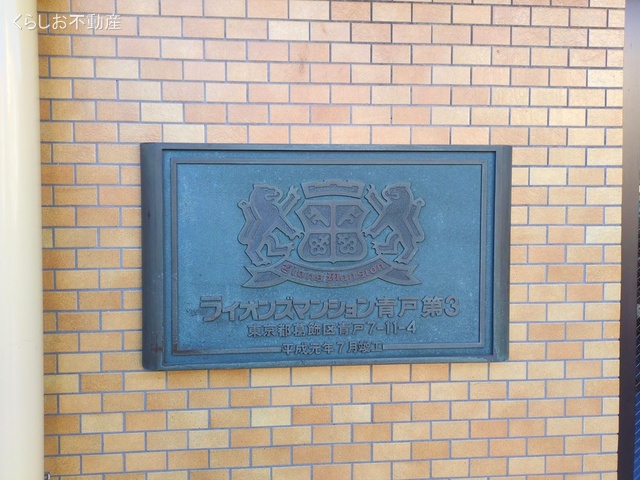 くらしお不動産
Lions Mansion
ライオンズマンション青戸第3
東京都葛飾区青戸7-11-4
平成元年7月竣工